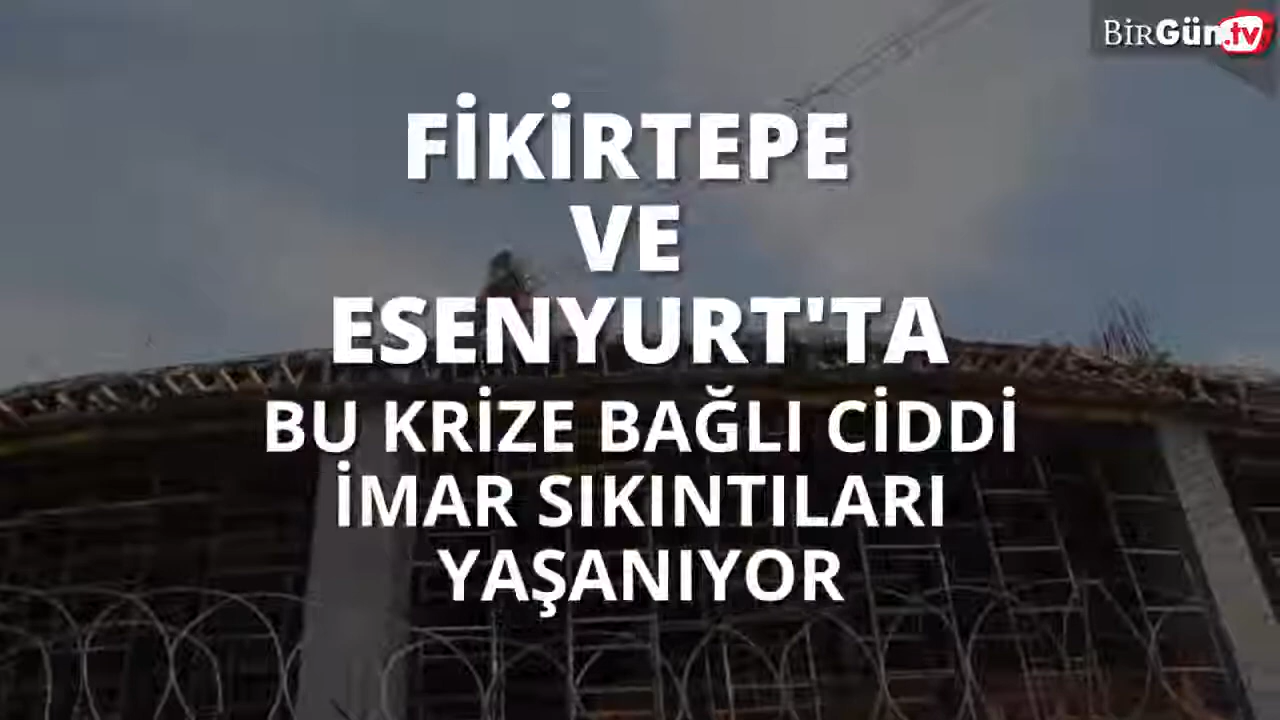 BirGün.tv
FİKİRTEPE
VE
ESENYURT'TA
BU KRİZE BAĞLI CİDDİ
İMAR SIKINTILARI
YAŞANIYOR